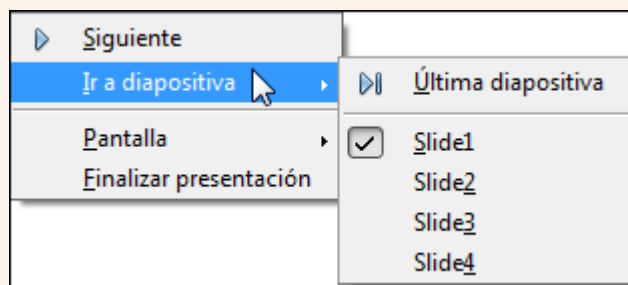 Siguiente
Ir a diapositiva
Pantalla
Finalizar presentación
Última diapositiva
Slide1
Slide2
Slide3
Slide4